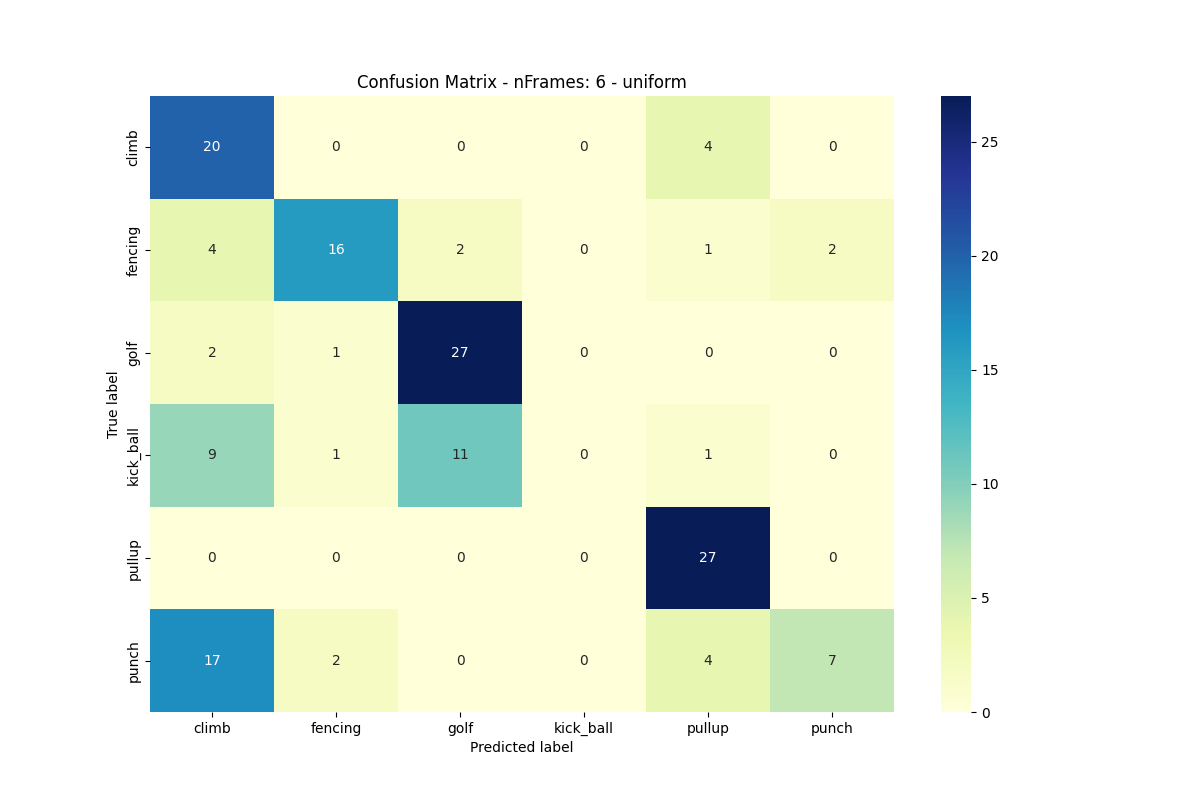 Confusion Matrix - nFrames: 6 - uniform
True label
climb 20 0 0 0 4 0
fencing 4 16 2 0 1 2
golf 2 1 27 0 0 0
kick_ball 9 1 11 0 1 0
pullup 0 0 0 0 27 0
punch 17 2 0 0 4 7
climb fencing golf kick_ball pullup punch
Predicted label
25
20
15
10
5
0